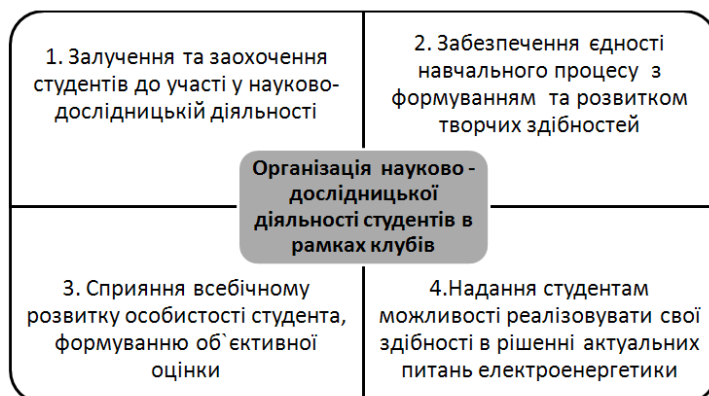 1. Залучення та заохочення
студентів до участі у науково-
дослідницькій діяльності
2. Забезпечення єдності
навчального процесу з
формуванням та розвитком
творчих здібностей
Організація науково -
дослідницької
діяльності студентів в
рамках клубів
3. Сприяння всебічному
розвитку особистості студента,
формуванню об`єктивної
оцінки
4.Надання студентам
можливості реалізовувати свої
здібності в рішенні актуальних
питань електроенергетики